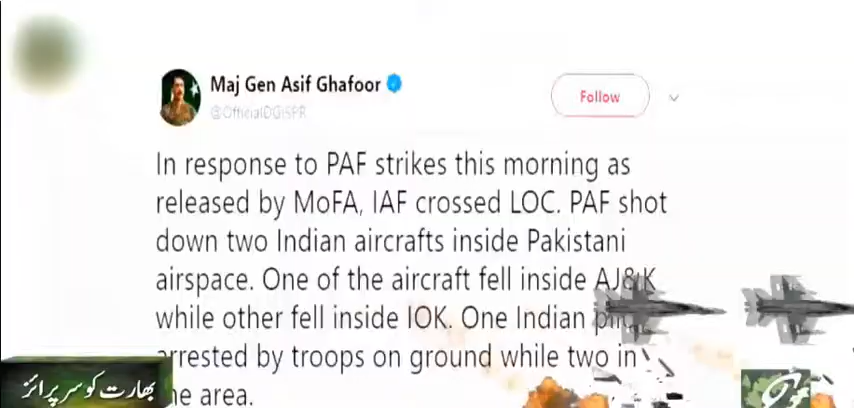 Maj Gen Asif Ghafoor
@OfficialDGISPR
Follow
In response to PAF strikes this morning as
released by MoFA, IAF crossed LOC. PAF shot
down two Indian aircrafts inside Pakistani
airspace. One of the aircraft fell inside AJ&K
while other fell inside IOK. One Indian
arrested by troops on ground while two in
area.
بھارت کو سرپرائز